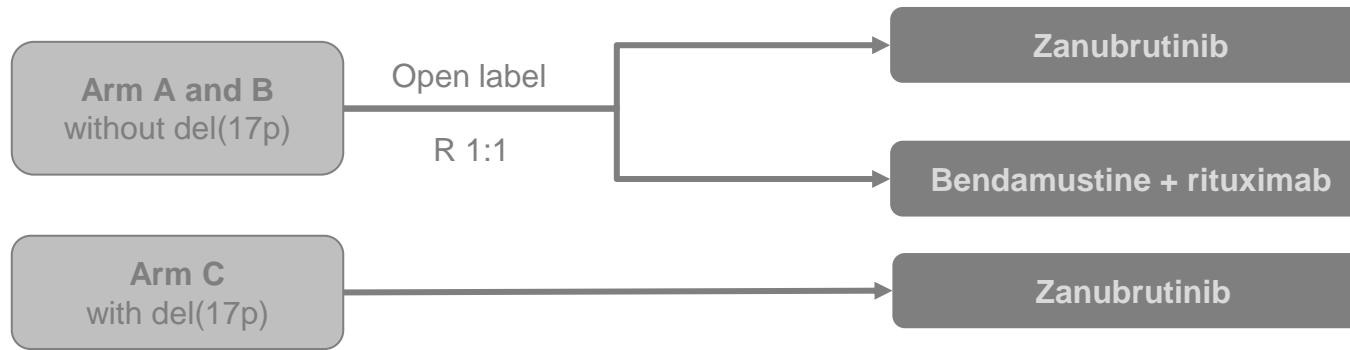 Arm A and B
without del(17p)
Open label
R 1:1
Zanubrutinib
Bendamustine + rituximab
Arm C
with del(17p)
Zanubrutinib